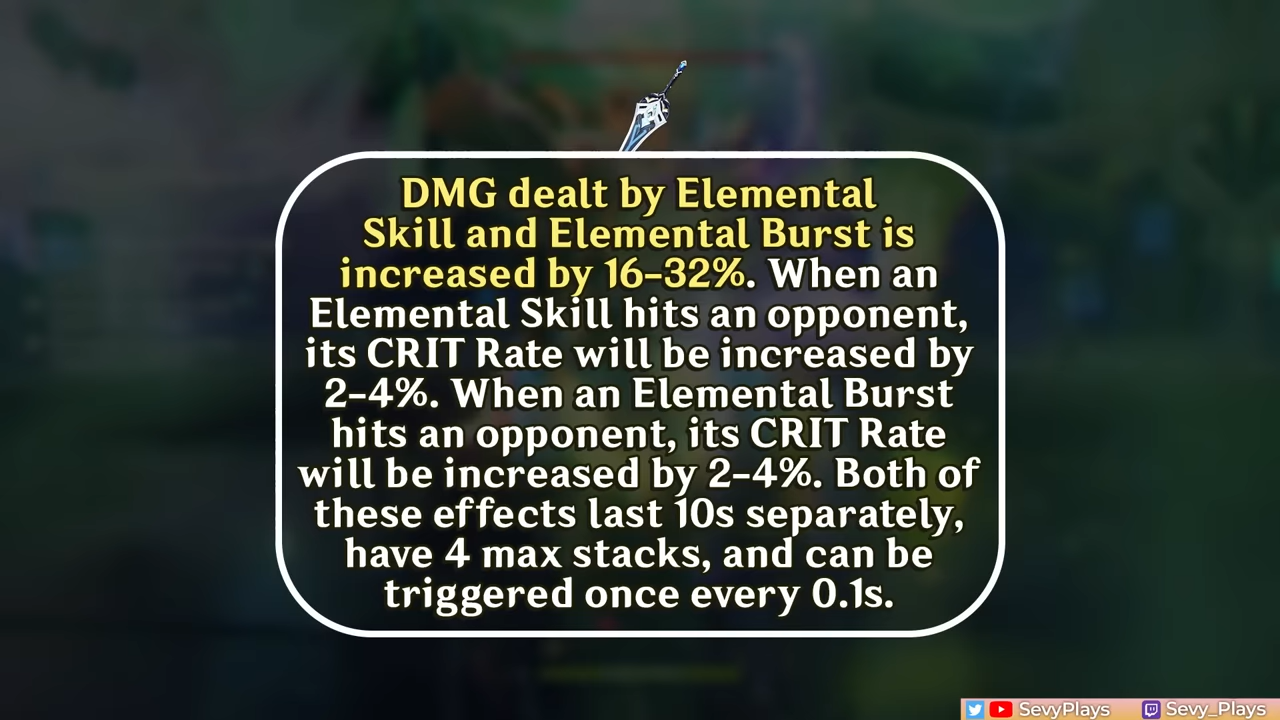 DMG dealt by Elemental
Skill and Elemental Burst is
increased by 16-32%. When an
Elemental Skill hits an opponent,
its CRIT Rate will be increased by
2-4%. When an Elemental Burst
hits an opponent, its CRIT Rate
will be increased by 2-4%. Both of
these effects last 10s separately,
have 4 max stacks, and can be
triggered once every 0.1s.
SevyPlays
Sevy_Plays